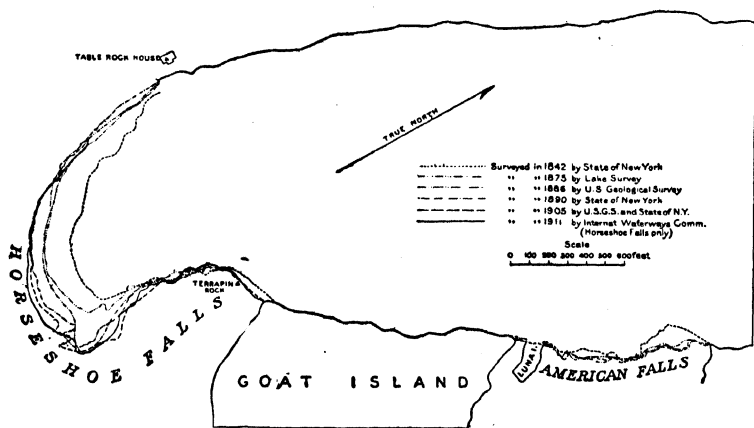 TABLE ROCK HOUSE
TRUE NORTH
Surveyed in 1842 by State of New York
" " 1875 by Lake Survey
" " 1886 by U.S Geological Survey
" " 1890 by State of New York
" " 1905 by U.S.G.S. and State of N.Y.
" " 1911 by Internat Waterways Comm.
(Horseshoe Falls only)
Scale
0 100 200 300 400 500 600 feet
HORSESHOE FALLS
TERRAPIN
ROCK
GOAT ISLAND
LUNA I.
AMERICAN FALLS